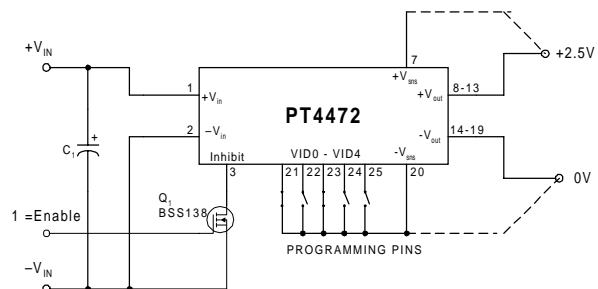 +V_IN
7
+V_sns
+2.5V
1
+V_in
+V_out
8-13
PT4472
2
–V_in
-V_out
14-19
C_1
+
Inhibit
VID0 - VID4
-V_sns
3
21
22
23
24
25
20
0V
Q_1
BSS138
1 =Enable
PROGRAMMING PINS
–V_IN